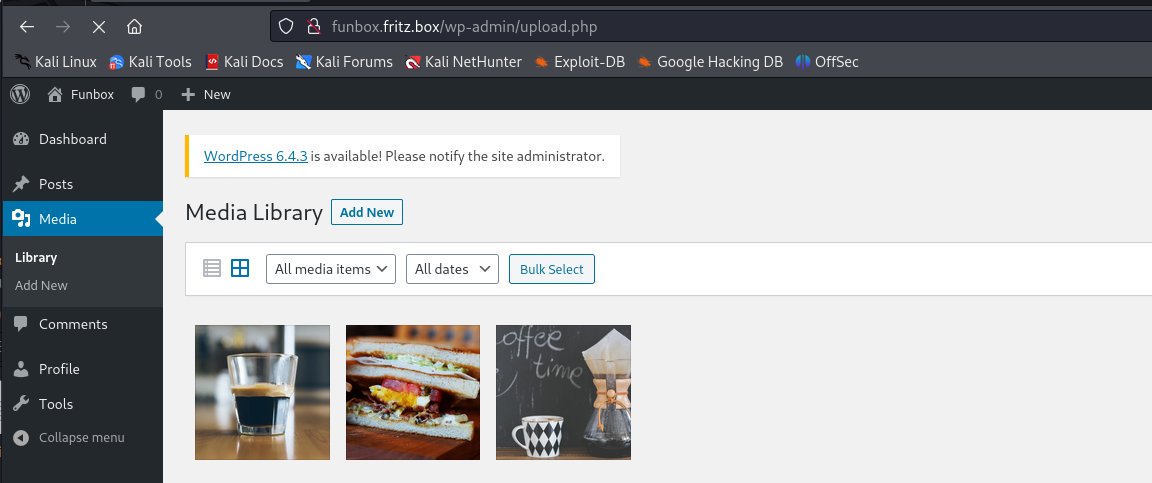 funbox.fritz.box/wp-admin/upload.php
Kali Linux Kali Tools Kali Docs Kali Forums Kali NetHunter Exploit-DB Google Hacking DB OffSec
Funbox 0 New
Dashboard
WordPress 6.4.3 is available! Please notify the site administrator.
Posts
Media
Media Library Add New
Library
Add New
All media items All dates Bulk Select
Comments
Profile
Tools
Collapse menu
offee
time